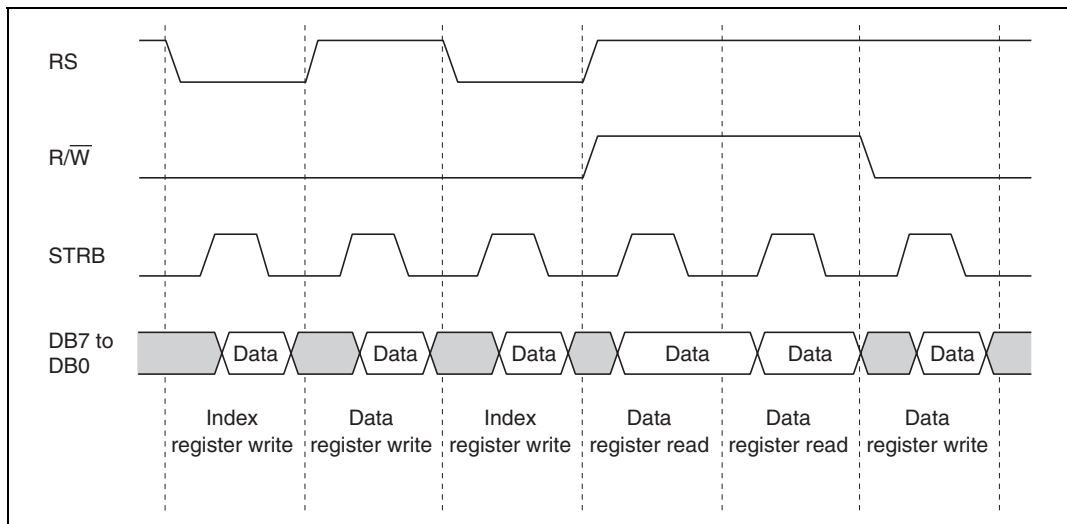 RS
R/W̅
STRB
DB7 to
DB0
Data Data Data Data Data Data
Index
register write
Data
register write
Index
register write
Data
register read
Data
register read
Data
register write